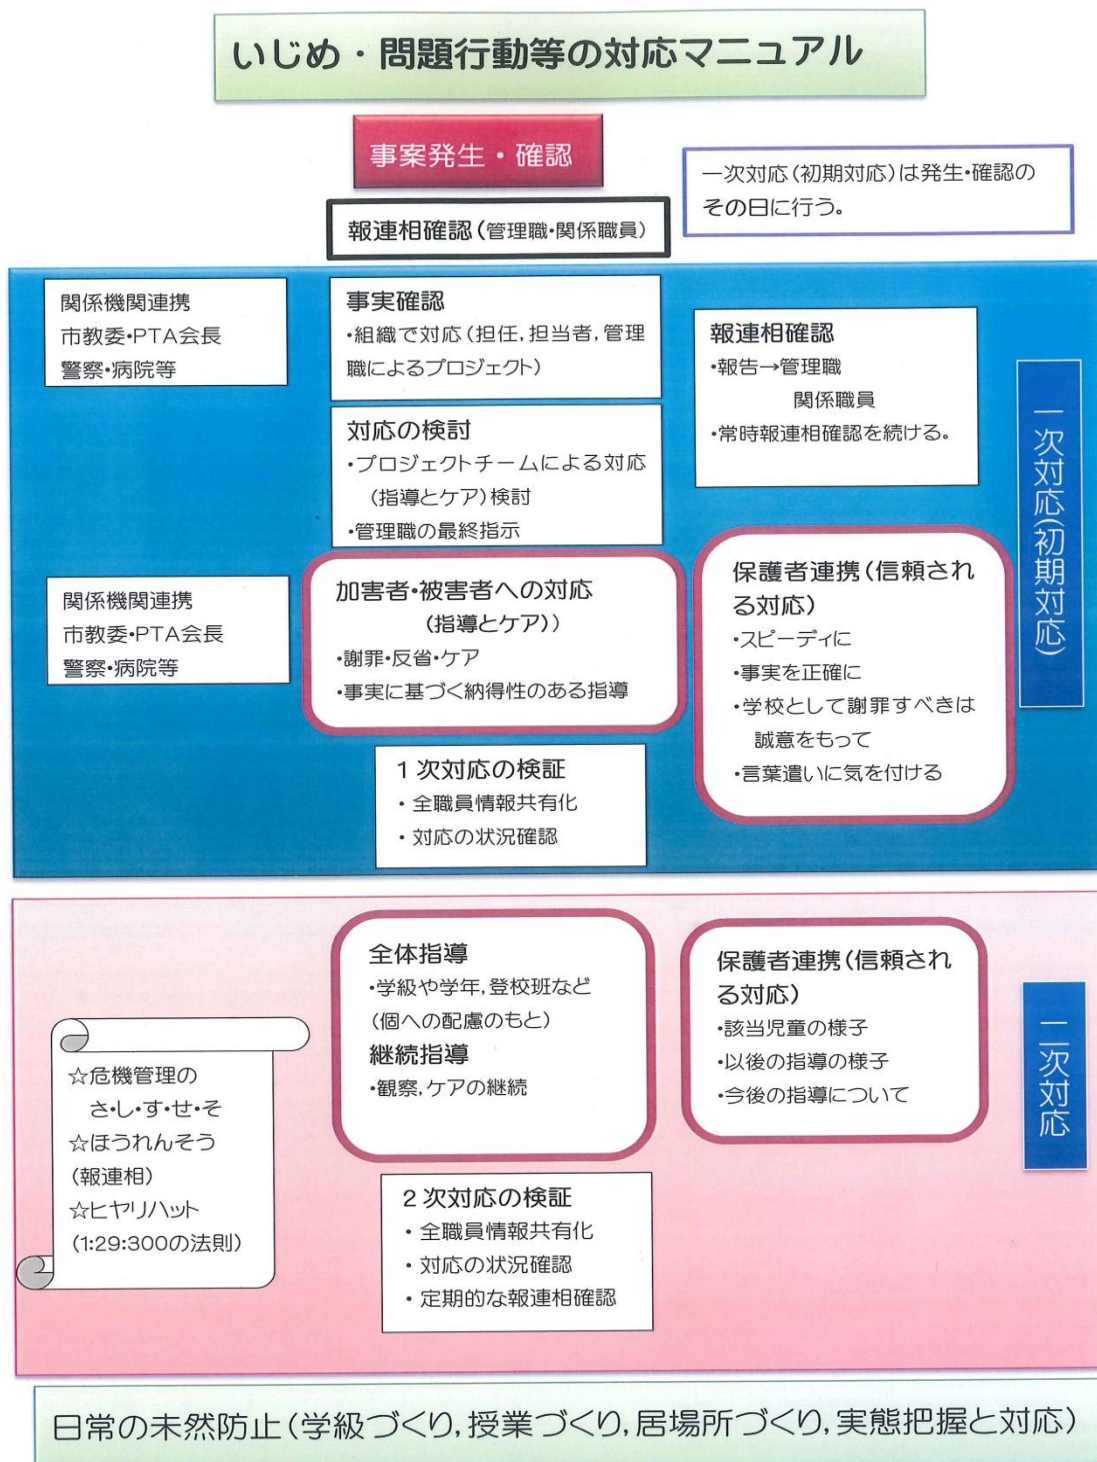 いじめ・問題行動等の対応マニュアル
事案発生・確認
一次対応(初期対応)は発生・確認の
その日に行う。
報連相確認(管理職・関係職員)
関係機関連携
市教委・PTA会長
警察・病院等
事実確認
・組織で対応(担任,担当者,管理
職によるプロジェクト)
報連相確認
・報告→管理職
関係職員
・常時報連相確認を続ける。
一次対応(初期対応)
対応の検討
・プロジェクトチームによる対応
(指導とケア)検討
・管理職の最終指示
関係機関連携
市教委・PTA会長
警察・病院等
加害者・被害者への対応
(指導とケア))
・謝罪・反省・ケア
・事実に基づく納得性のある指導
保護者連携(信頼され
る対応)
・スピーディに
・事実を正確に
・学校として謝罪すべきは
誠意をもって
・言葉遣いに気を付ける
1次対応の検証
・全職員情報共有化
・対応の状況確認
全体指導
・学級や学年,登校班など
(個への配慮のもと)
継続指導
・観察,ケアの継続
保護者連携(信頼され
る対応)
・該当児童の様子
・以後の指導の様子
・今後の指導について
二次対応
☆危機管理の
さ・し・す・せ・そ
☆ほうれんそう
(報連相)
☆ヒヤリハット
(1:29:300の法則)
2次対応の検証
・全職員情報共有化
・対応の状況確認
・定期的な報連相確認
日常の未然防止(学級づくり,授業づくり,居場所づくり,実態把握と対応)